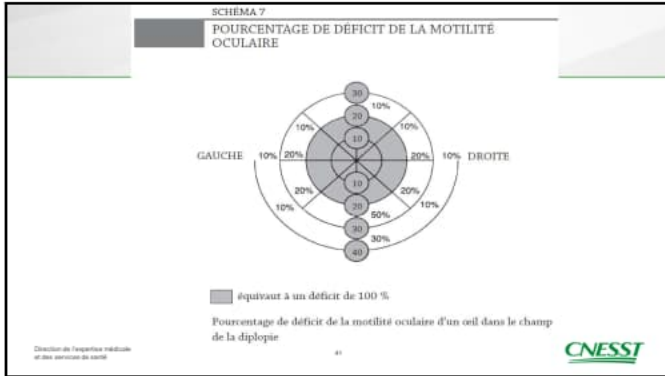 SCHÉMA 7
POURCENTAGE DE DÉFICIT DE LA MOTILITÉ
OCULAIRE
30
10%
20
10%
10%
10
GAUCHE 10% 20% 20% 10% DROITE
10
20% 20%
10% 20 10%
50%
30
30%
40
équivaut à un déficit de 100 %
Pourcentage de déficit de la motilité oculaire d'un œil dans le champ
de la diplopie
Direction de l'expertise médicale
et des services de santé
41
CNESST